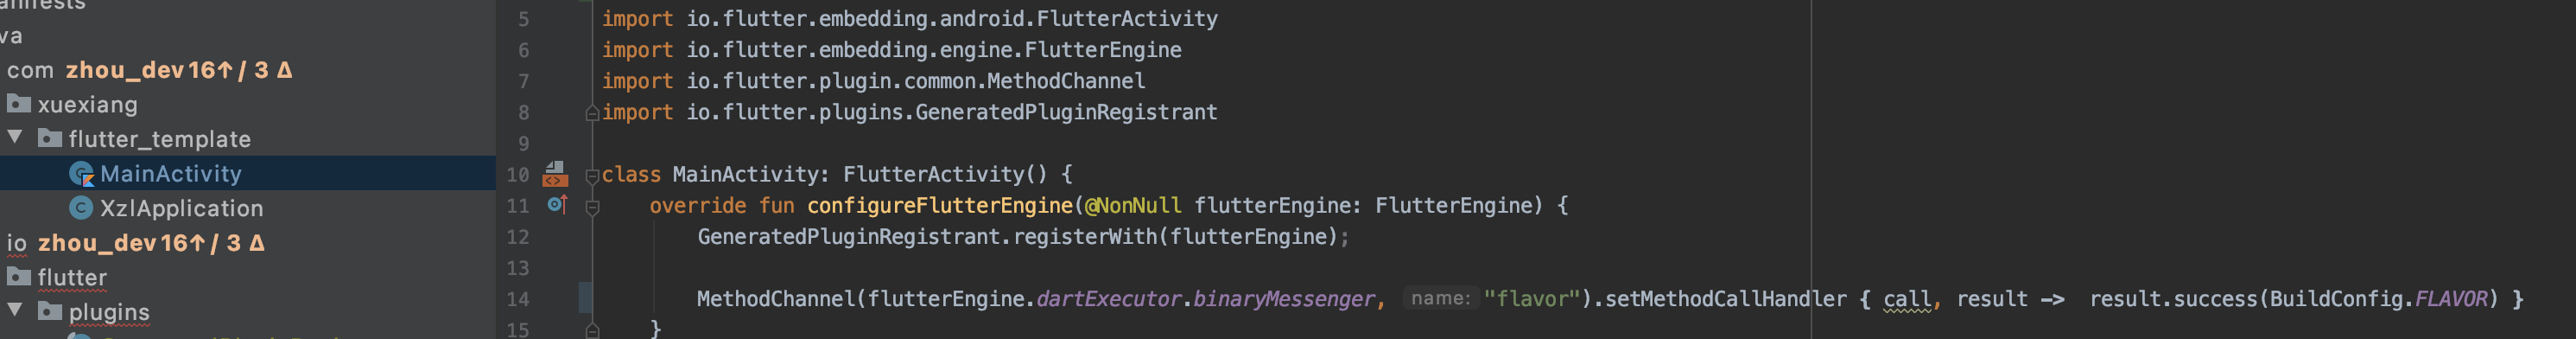 anifests
va
com zhou_dev 16↑ / 3 Δ
xuexiang
flutter_template
MainActivity
XzlApplication
io zhou_dev 16↑ / 3 Δ
flutter
plugins
5 import io.flutter.embedding.android.FlutterActivity
6 import io.flutter.embedding.engine.FlutterEngine
7 import io.flutter.plugin.common.MethodChannel
8 import io.flutter.plugins.GeneratedPluginRegistrant
9
10 class MainActivity: FlutterActivity() {
11 override fun configureFlutterEngine(@NonNull flutterEngine: FlutterEngine) {
12 GeneratedPluginRegistrant.registerWith(flutterEngine);
13
14 MethodChannel(flutterEngine.dartExecutor.binaryMessenger, name: "flavor").setMethodCallHandler { call, result -> result.success(BuildConfig.FLAVOR) }
15 }